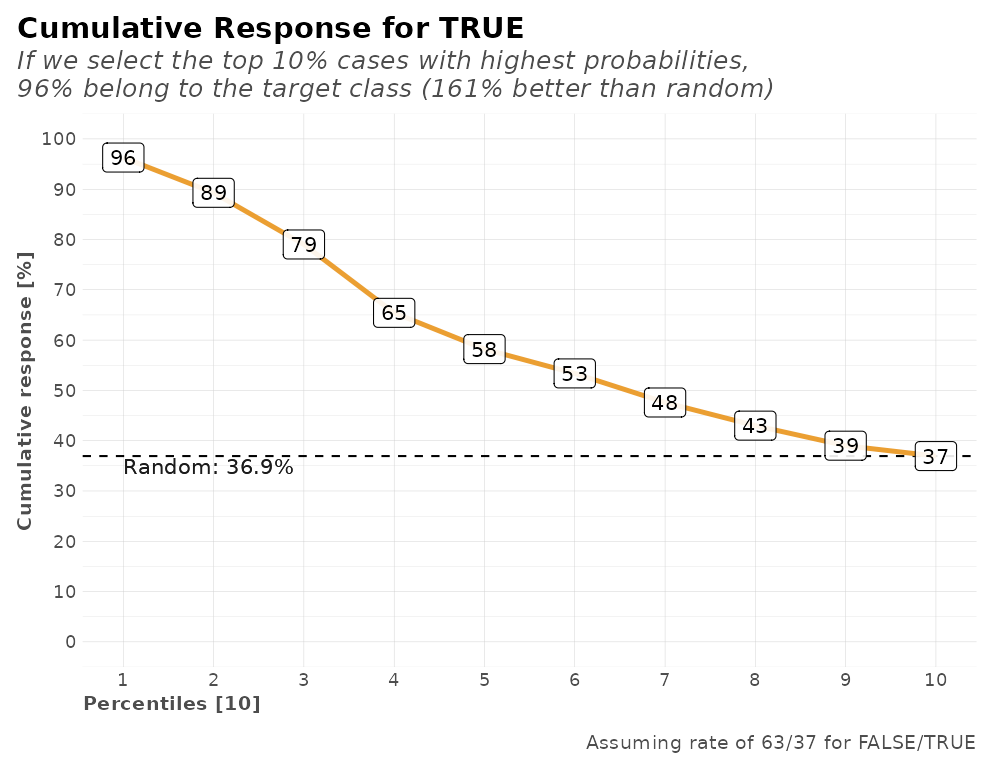 Cumulative Response for TRUE
If we select the top 10% cases with highest probabilities,
96% belong to the target class (161% better than random)
Cumulative response [%]
100
90
80
70
60
50
40
30
20
10
0
96
89
79
65
58
53
48
43
39
37
Random: 36.9%
1 2 3 4 5 6 7 8 9 10
Percentiles [10]
Assuming rate of 63/37 for FALSE/TRUE